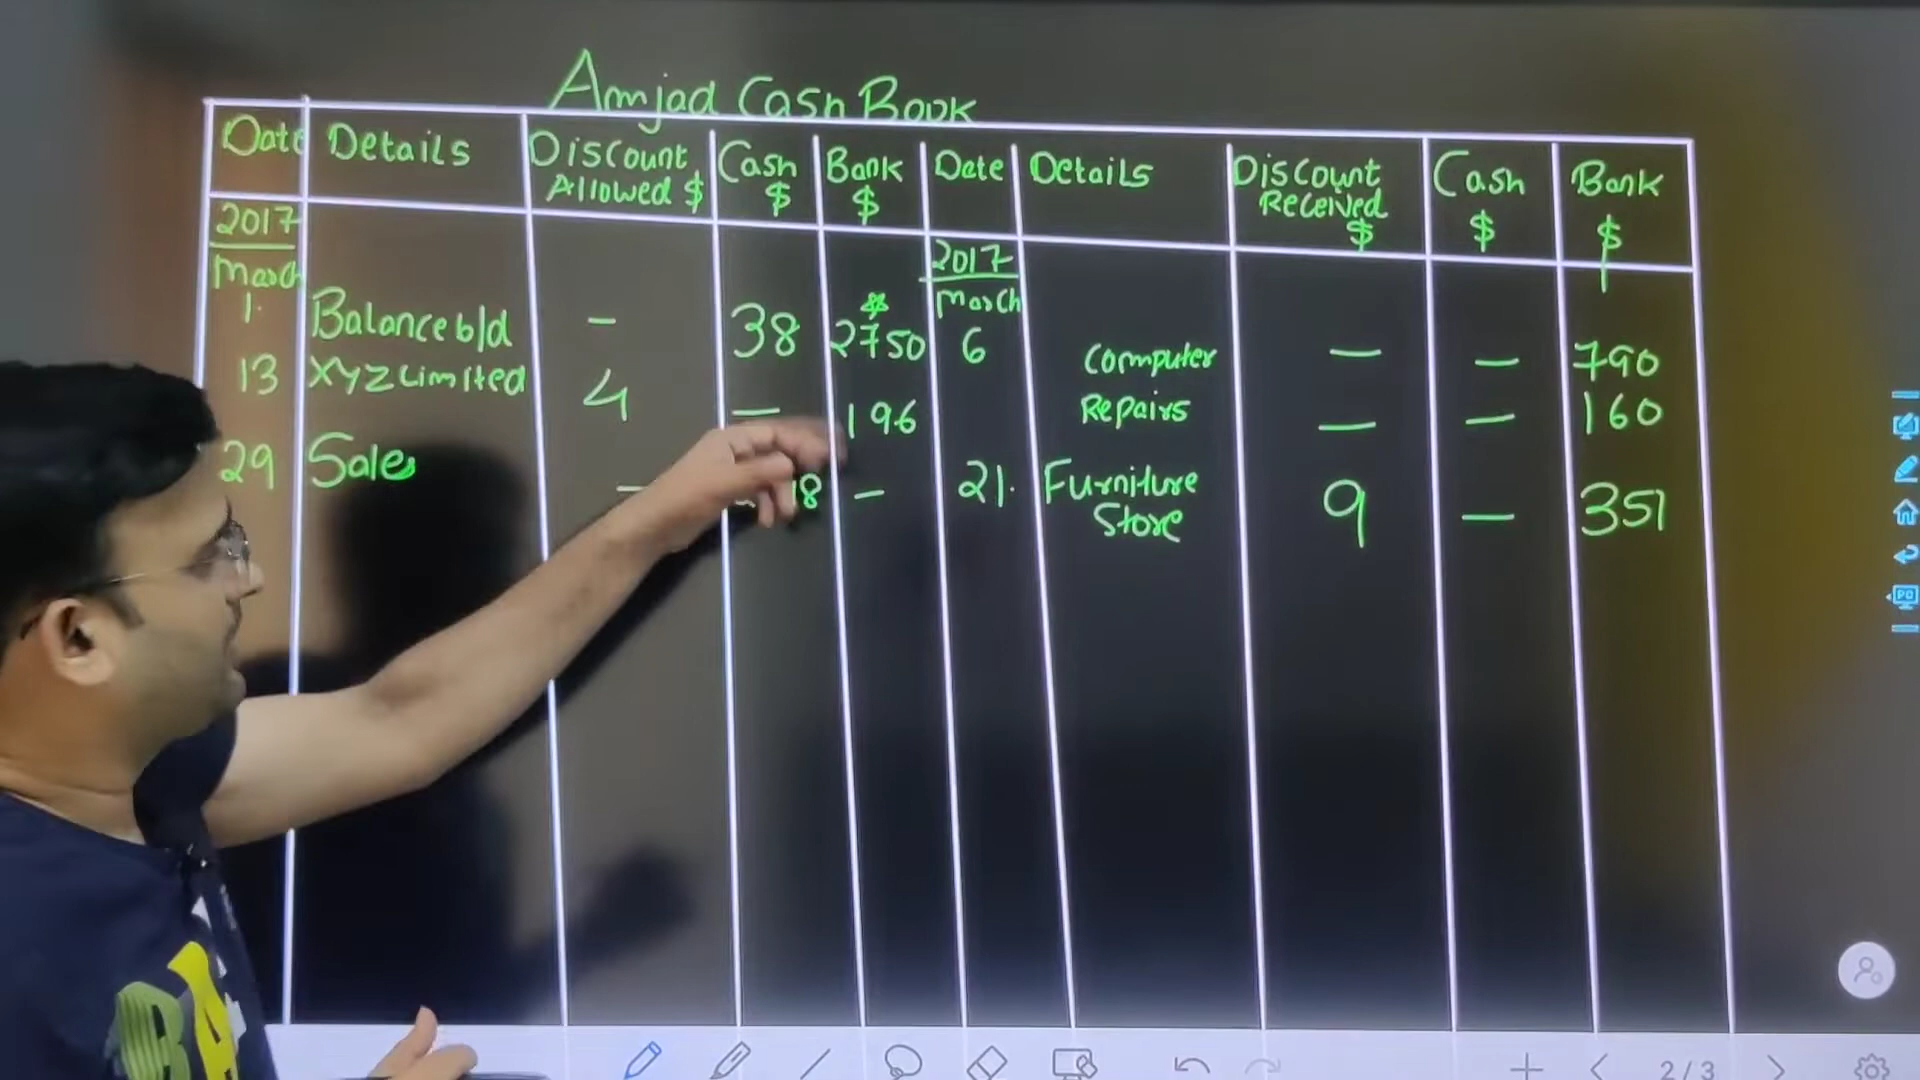 Amjad Cash Book
Date Details Discount Allowed $ Cash $ Bank $ Date Details Discount Received $ Cash $ Bank $
2017 March
2017 March
1. Balance b/d - 38 2750 6 Computer - - 790
13 XYZ Limited 4 - 196 Repairs - - 160
29 Sale - 18 - 21. Furniture Store 9 - 351
BA
2/3